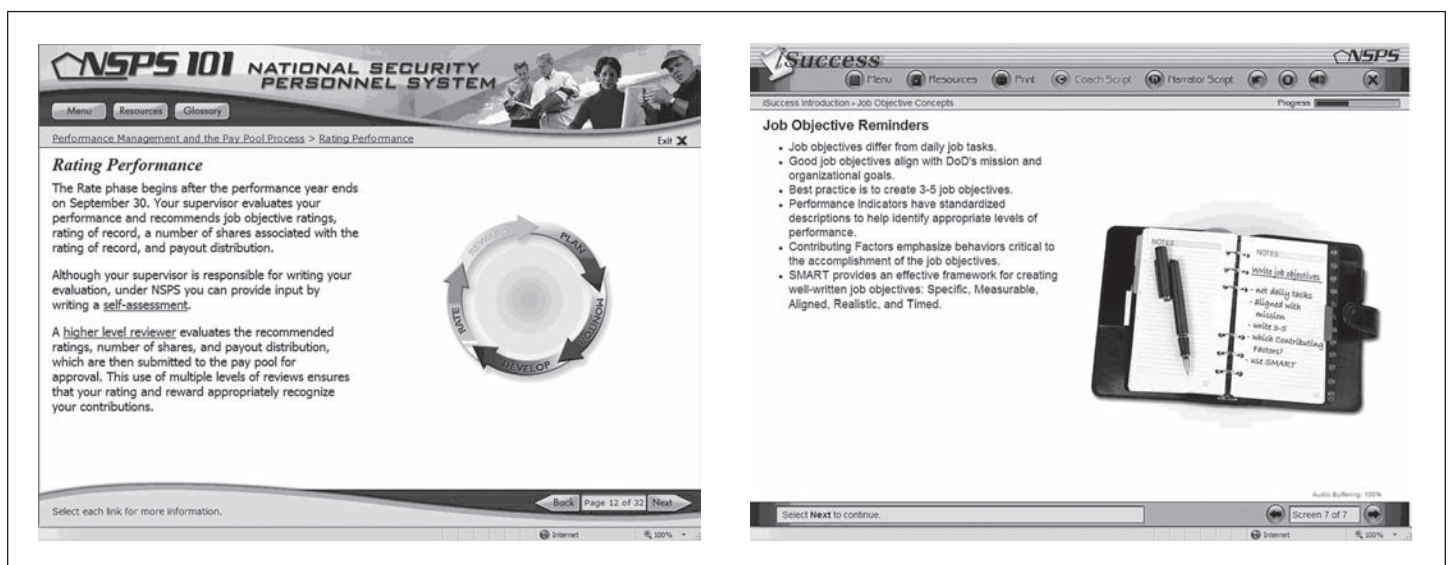 NSPS 101 NATIONAL SECURITY
PERSONNEL SYSTEM
Menu Resources Glossary
Performance Management and the Pay Pool Process > Rating Performance
Exit X
Rating Performance
The Rate phase begins after the performance year ends
on September 30. Your supervisor evaluates your
performance and recommends job objective ratings,
rating of record, a number of shares associated with the
rating of record, and payout distribution.
Although your supervisor is responsible for writing your
evaluation, under NSPS you can provide input by
writing a self-assessment.
A higher level reviewer evaluates the recommended
ratings, number of shares, and payout distribution,
which are then submitted to the pay pool for
approval. This use of multiple levels of reviews ensures
that your rating and reward appropriately recognize
your contributions.
REWARD
PLAN
MONITOR
DEVELOP
RATE
Select each link for more information.
Back Page 12 of 32 Next
Internet 100%
iSuccess
NSPS
Menu Resources Print Coach Script Narrator Script
iSuccess Introduction > Job Objective Concepts
Progress
Job Objective Reminders
• Job objectives differ from daily job tasks.
• Good job objectives align with DoD's mission and
organizational goals.
• Best practice is to create 3-5 job objectives.
• Performance Indicators have standardized
descriptions to help identify appropriate levels of
performance.
• Contributing Factors emphasize behaviors critical to
the accomplishment of the job objectives.
• SMART provides an effective framework for creating
well-written job objectives: Specific, Measurable,
Aligned, Realistic, and Timed.
NOTES
NOTES
Write job objectives
- not daily tasks
- aligned with
mission
- write 3-5
- which Contributing
Factors?
- use SMART
Audio Buffering: 100%
Select Next to continue.
Screen 7 of 7
Internet 100%